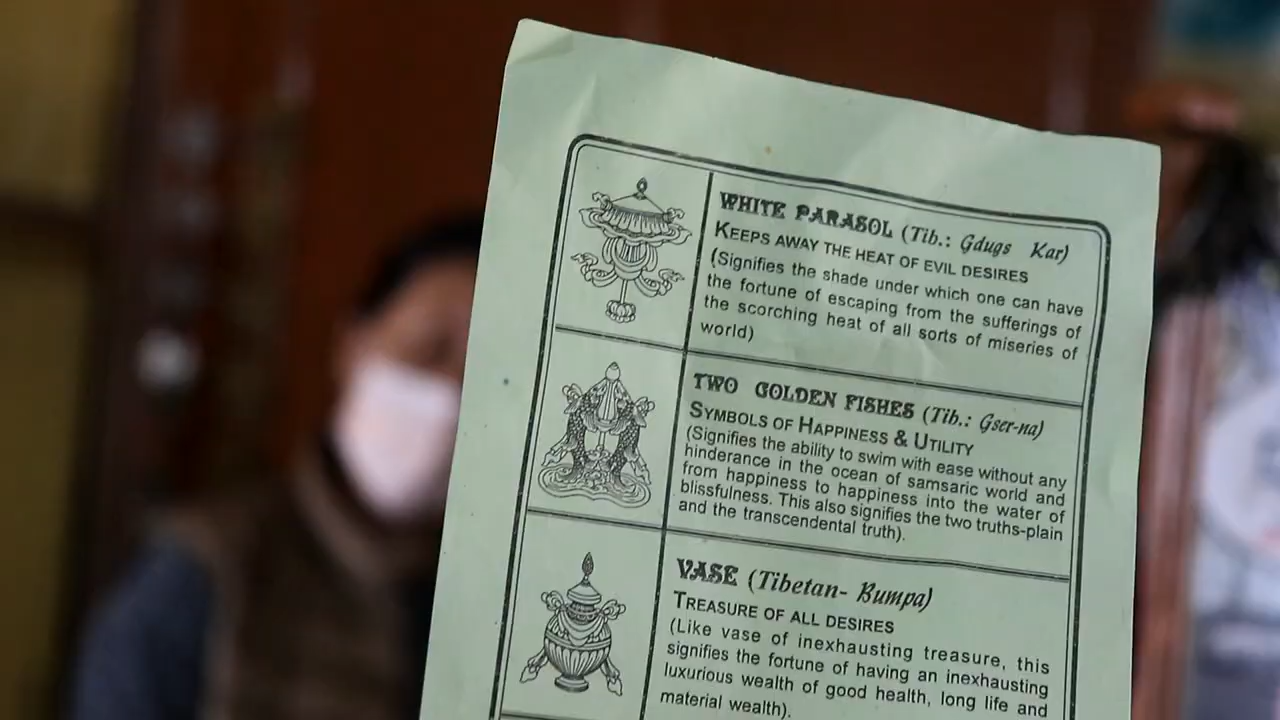 WHITE PARASOL (Tib.: Gdugs Kar)
KEEPS AWAY THE HEAT OF EVIL DESIRES
(Signifies the shade under which one can have
the fortune of escaping from the sufferings of
the scorching heat of all sorts of miseries of
world)
TWO GOLDEN FISHES (Tib.: Gser-na)
SYMBOLS OF HAPPINESS & UTILITY
(Signifies the ability to swim with ease without any
hinderance in the ocean of samsaric world and
from happiness to happiness into the water of
blissfulness. This also signifies the two truths-plain
and the transcendental truth).
VASE (Tibetan- Bumpa)
TREASURE OF ALL DESIRES
(Like vase of inexhausting treasure, this
signifies the fortune of having an inexhausting
luxurious wealth of good health, long life and
material wealth).